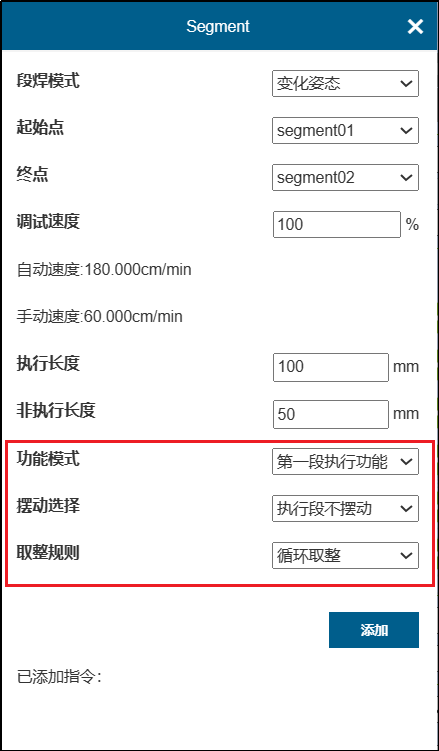 Segment
段焊模式 变化姿态
起始点 segment01
终点 segment02
调试速度 100 %
自动速度:180.000cm/min
手动速度:60.000cm/min
执行长度 100 mm
非执行长度 50 mm
功能模式 第一段执行功能
摆动选择 执行段不摆动
取整规则 循环取整
添加
已添加指令：